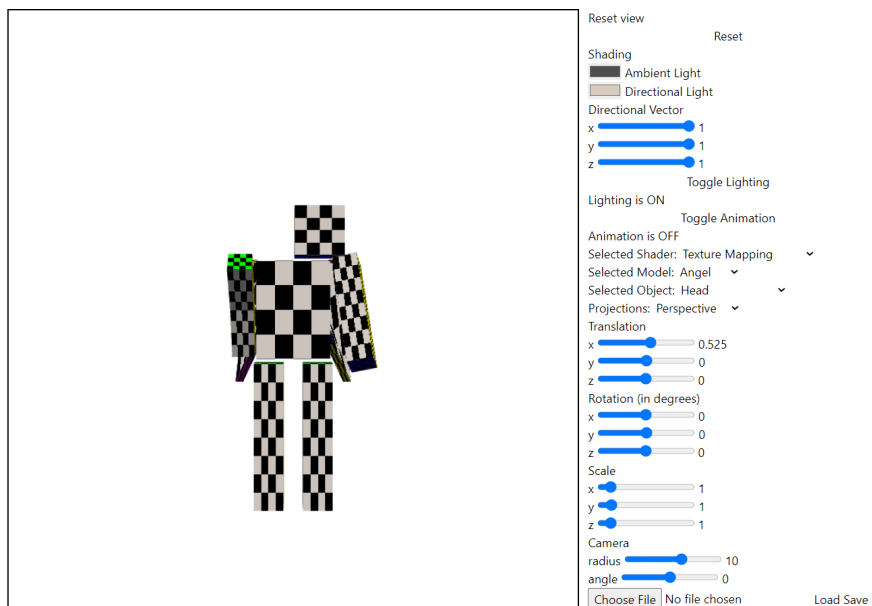 Reset view
Reset
Shading
Ambient Light
Directional Light
Directional Vector
x 1
y 1
z 1
Toggle Lighting
Lighting is ON
Toggle Animation
Animation is OFF
Selected Shader: Texture Mapping
Selected Model: Angel
Selected Object: Head
Projections: Perspective
Translation
x 0.525
y 0
z 0
Rotation (in degrees)
x 0
y 0
z 0
Scale
x 1
y 1
z 1
Camera
radius 10
angle 0
Choose File No file chosen Load Save